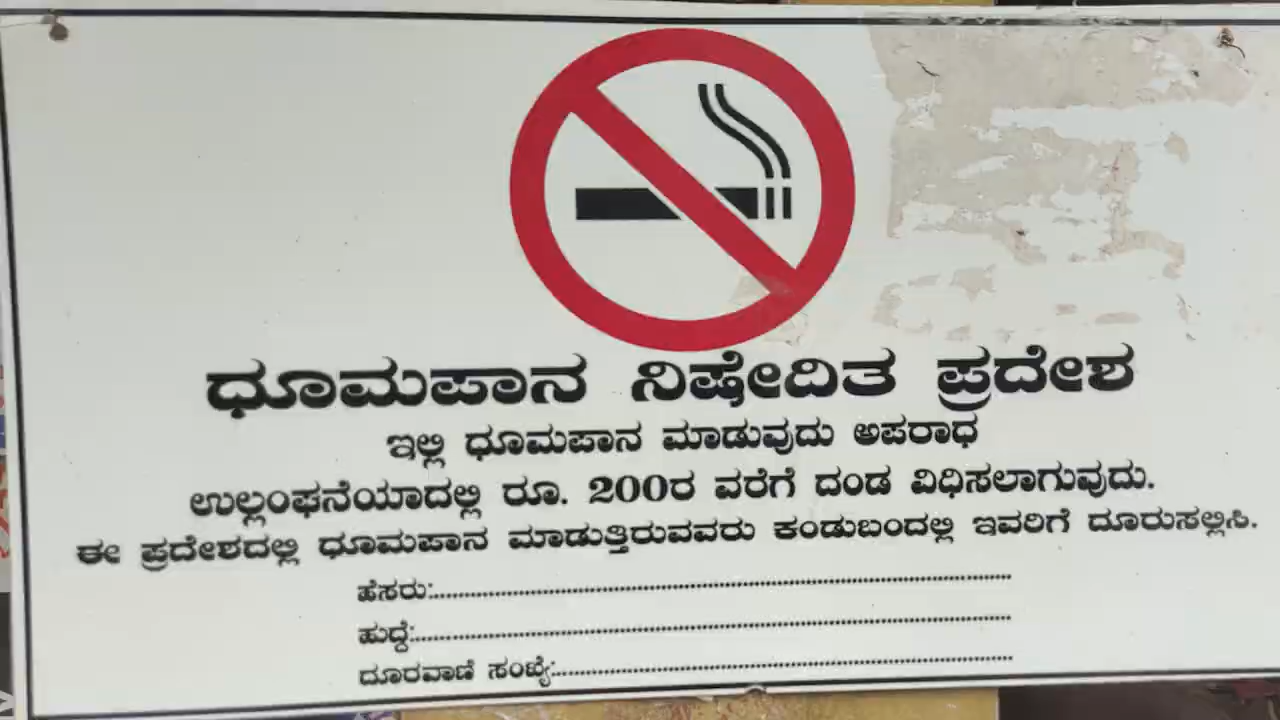 ಧೂಮಪಾನ ನಿಷೇದಿತ ಪ್ರದೇಶ
ಇಲ್ಲಿ ಧೂಮಪಾನ ಮಾಡುವುದು ಅಪರಾಧ
ಉಲ್ಲಂಘನೆಯಾದಲ್ಲಿ ರೂ. 200ರ ವರೆಗೆ ದಂಡ ವಿಧಿಸಲಾಗುವುದು.
ಈ ಪ್ರದೇಶದಲ್ಲಿ ಧೂಮಪಾನ ಮಾಡುತ್ತಿರುವವರು ಕಂಡುಬಂದಲ್ಲಿ ಇವರಿಗೆ ದೂರುಸಲ್ಲಿಸಿ.
ಹೆಸರು:
ಹುದ್ದೆ:
ದೂರವಾಣಿ ಸಂಖ್ಯೆ: